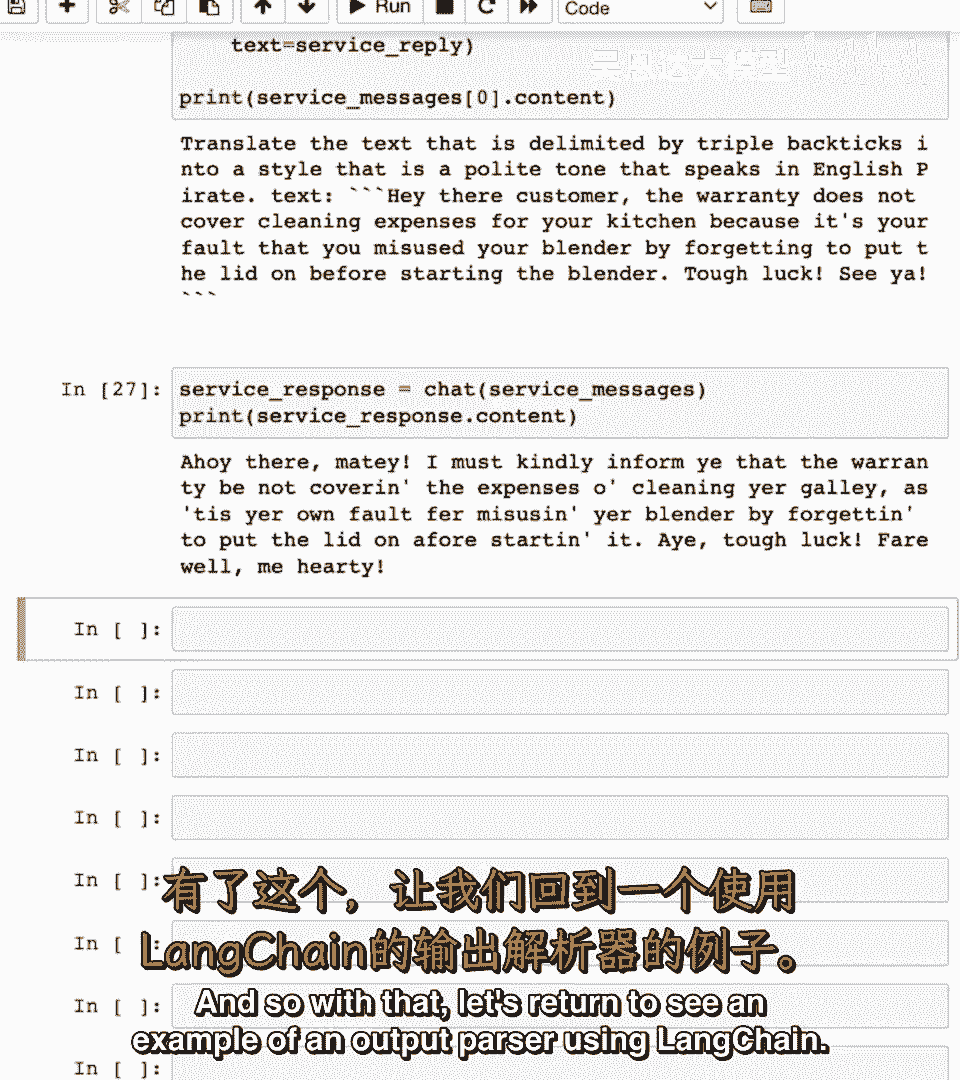 Run
Code
text=service_reply)
print(service_messages[0].content)
Translate the text that is delimited by triple backticks i
nto a style that is a polite tone that speaks in English P
irate. text: ```Hey there customer, the warranty does not
cover cleaning expenses for your kitchen because it's your
fault that you misused your blender by forgetting to put t
he lid on before starting the blender. Tough luck! See ya!
```
In [27]:
service_response = chat(service_messages)
print(service_response.content)
Ahoy there, matey! I must kindly inform ye that the warran
ty be not coverin' the expenses o' cleaning yer galley, as
'tis yer own fault fer misusin' yer blender by forgettin'
to put the lid on afore startin' it. Aye, tough luck! Fare
well, me hearty!
In [ ]:
In [ ]:
In [ ]:
In [ ]:
In [ ]:
有了这个，让我们回到一个使用
In [ ]:
LangChain的输出解析器的例子。
In [ ]:
And so with that, let's return to see an
example of an output parser using LangChain.
In [ ]: